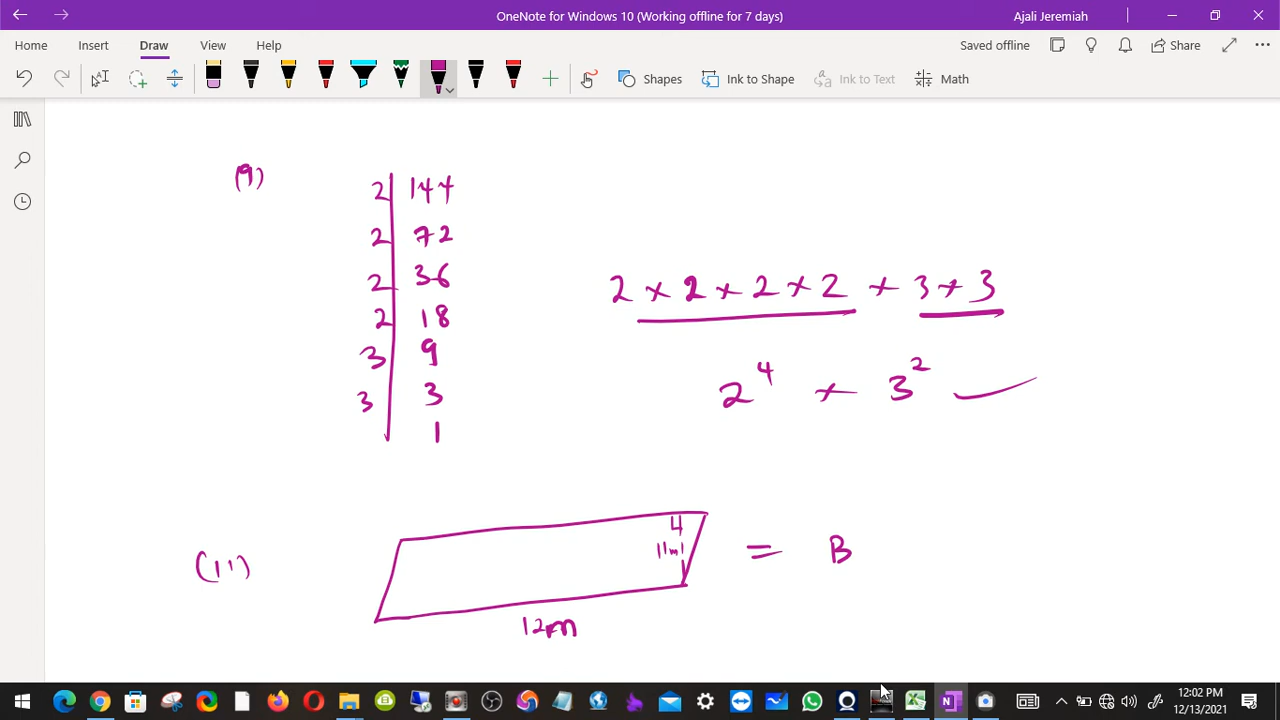 OneNote for Windows 10 (Working offline for 7 days)
Ajali Jeremiah
Home Insert Draw View Help
Saved offline
Share
Shapes
Ink to Shape
Ink to Text
Math
(9)
2 144
2 72
2 36
2 18
3 9
3 3
1
2 × 2 × 2 × 2 × 3 × 3
2⁴ × 3²
(11)
11m
= B
12m
12:02 PM
12/13/2021